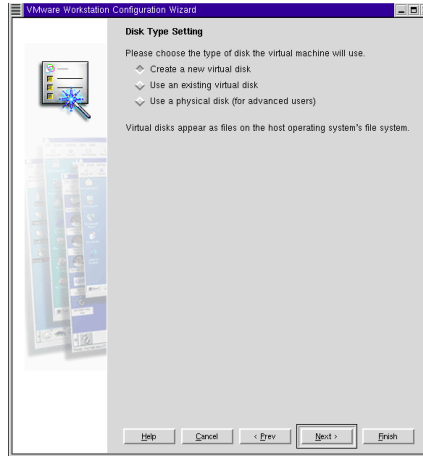 VMware Workstation Configuration Wizard
Disk Type Setting
Please choose the type of disk the virtual machine will use.
Create a new virtual disk
Use an existing virtual disk
Use a physical disk (for advanced users)
Virtual disks appear as files on the host operating system's file system.
Help Cancel < Prev Next > Finish